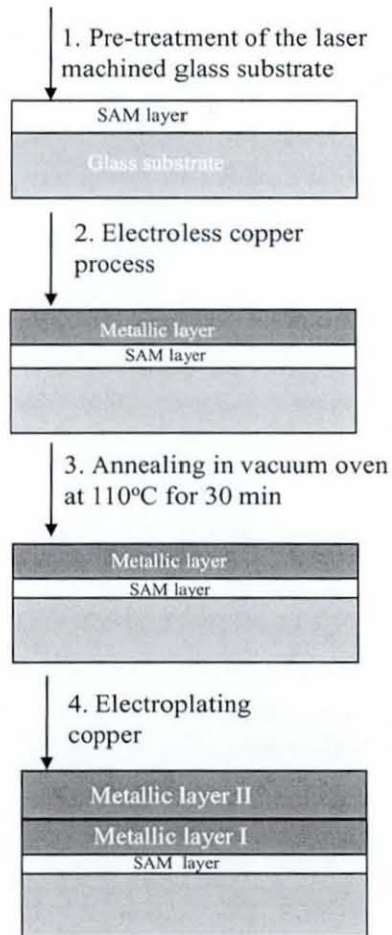 1. Pre-treatment of the laser
machined glass substrate
SAM layer
Glass substrate
2. Electroless copper
process
Metallic layer
SAM layer
3. Annealing in vacuum oven
at 110ºC for 30 min
Metallic layer
SAM layer
4. Electroplating
copper
Metallic layer II
Metallic layer I
SAM layer